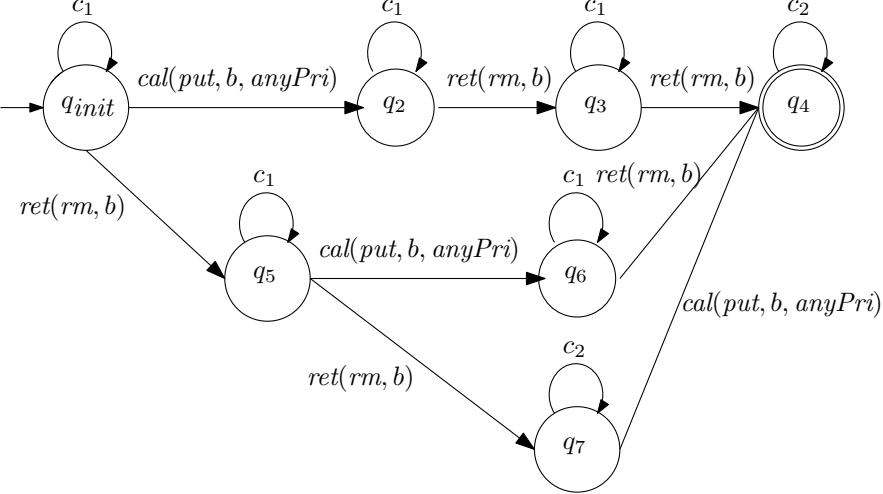 c₁ c₁ c₁ c₂
cal(put, b, anyPri) ret(rm, b) ret(rm, b)
q_init q₂ q₃ q₄
c₁ c₁ ret(rm, b)
ret(rm, b)
cal(put, b, anyPri)
q₅ q₆
cal(put, b, anyPri)
c₂
ret(rm, b)
q₇